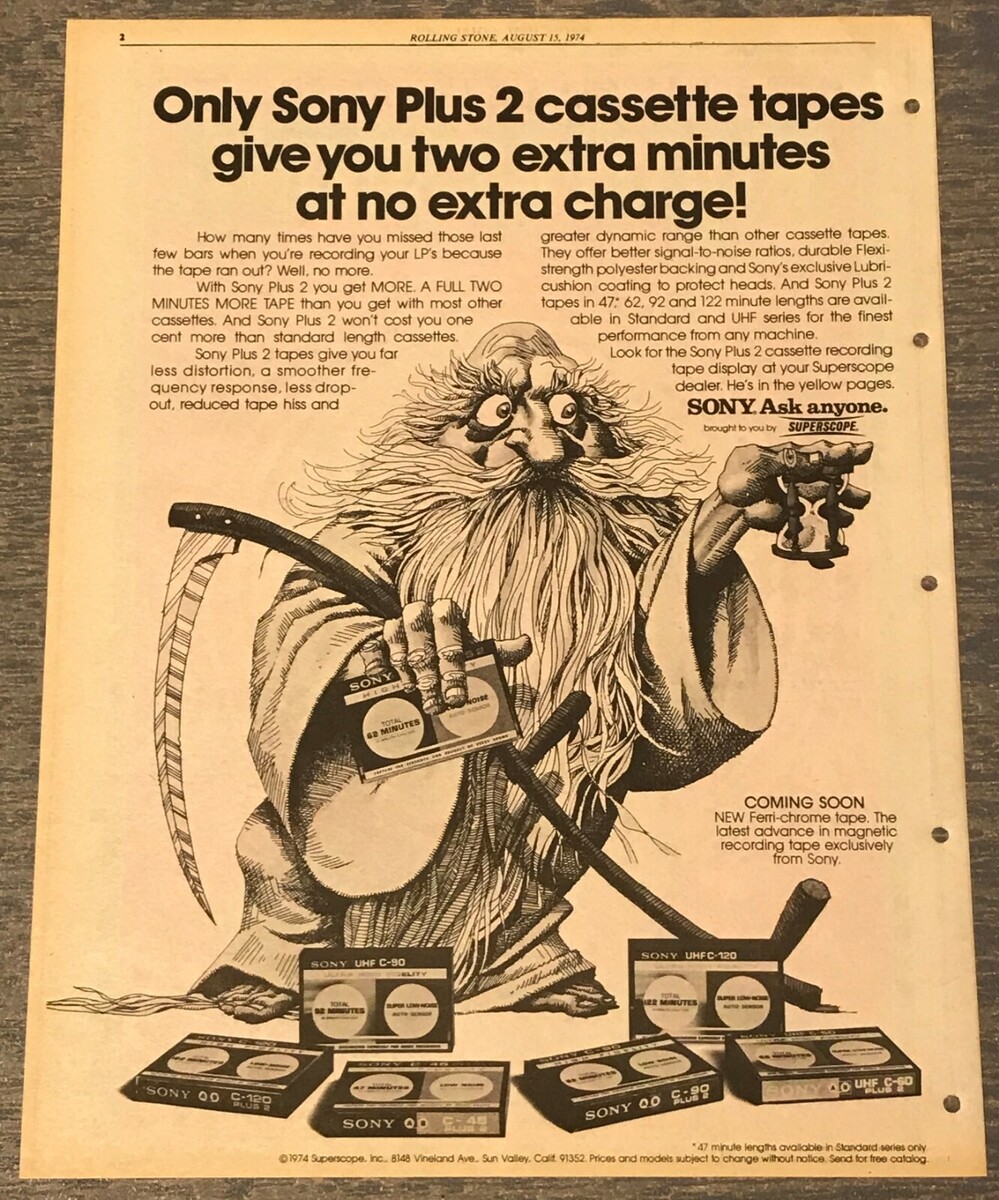 2
ROLLING STONE, AUGUST 15, 1974
Only Sony Plus 2 cassette tapes
give you two extra minutes
at no extra charge!
How many times have you missed those last
few bars when you're recording your LP's because
the tape ran out? Well, no more.
With Sony Plus 2 you get MORE. A FULL TWO
MINUTES MORE TAPE than you get with most other
cassettes. And Sony Plus 2 won't cost you one
cent more than standard length cassettes.
Sony Plus 2 tapes give you far
less distortion, a smoother fre-
quency response, less drop-
out, reduced tape hiss and
greater dynamic range than other cassette tapes.
They offer better signal-to-noise ratios, durable Flexi-
strength polyester backing and Sony's exclusive Lubri-
cushion coating to protect heads. And Sony Plus 2
tapes in 47,* 62, 92 and 122 minute lengths are avail-
able in Standard and UHF series for the finest
performance from any machine.
Look for the Sony Plus 2 cassette recording
tape display at your Superscope
dealer. He's in the yellow pages.
SONY. Ask anyone.
brought to you by SUPERSCOPE.
SONY
HIGH
TOTAL
62 MINUTES
NOISE
AUTO SENSOR
COMING SOON
NEW Ferri-chrome tape. The
latest advance in magnetic
recording tape exclusively
from Sony.
SONY UHF C-90
FIDELITY
TOTAL
92 MINUTES
SUPER LOW-NOISE
AUTO SENSOR
SONY UHF C-120
TOTAL
122 MINUTES
SUPER LOW-NOISE
AUTO SENSOR
SONY C-120
PLUS 2
47 MINUTES
LOW NOISE
SONY C-45
PLUS 2
SONY C-90
PLUS 2
SONY UHF C-60
PLUS 2
*47 minute lengths available in Standard series only.
©1974 Superscope, Inc., 8148 Vineland Ave., Sun Valley, Calif. 91352. Prices and models subject to change without notice. Send for free catalog.